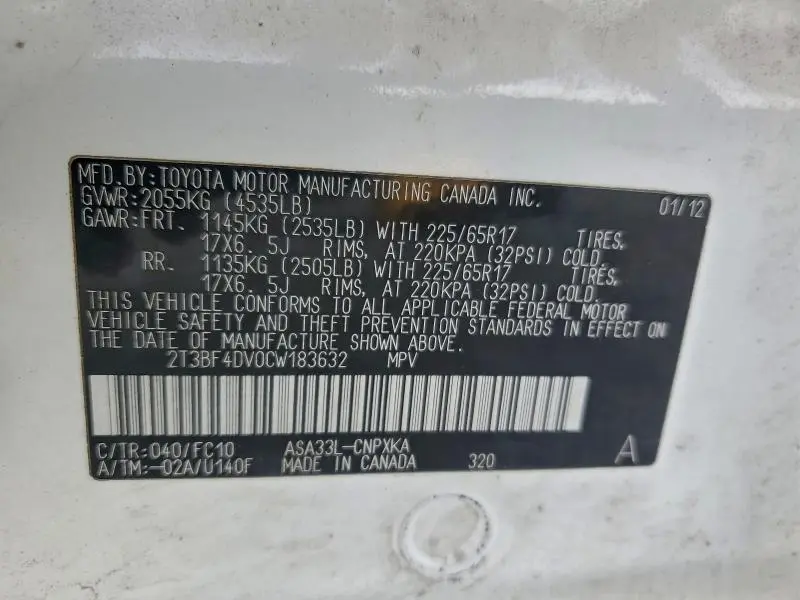 MFD.BY:TOYOTA MOTOR MANUFACTURING CANADA INC.
GVWR:2055KG (4535LB) 01/12
GAWR:FRT. 1145KG (2535LB) WITH 225/65R17 TIRES,
17X6. 5J RIMS, AT 220KPA (32PSI) COLD.
RR. 1135KG (2505LB) WITH 225/65R17 TIRES,
17X6. 5J RIMS, AT 220KPA (32PSI) COLD.
THIS VEHICLE CONFORMS TO ALL APPLICABLE FEDERAL MOTOR
VEHICLE SAFETY AND THEFT PREVENTION STANDARDS IN EFFECT ON
THE DATE OF MANUFACTURE SHOWN ABOVE.
2T3BF4DV0CW183632 MPV
C/TR:040/FC10 ASA33L-CNPXKA
A/TM:-02A/U140F MADE IN CANADA 320 A